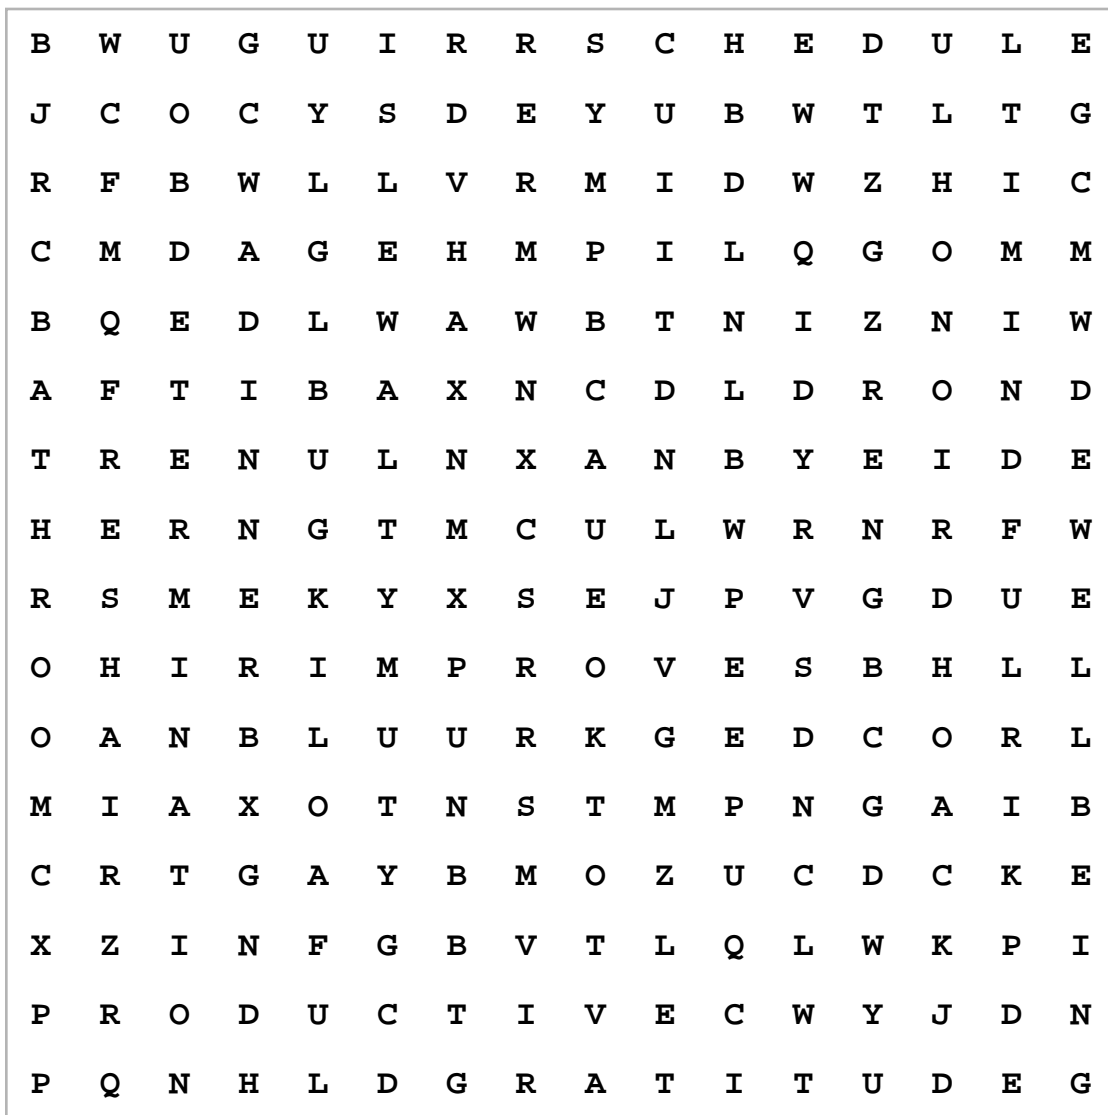 B W U G U I R R S C H E D U L E
J C O C Y S D E Y U B W T L T G
R F B W L L V R M I D W Z H I C
C M D A G E H M P I L Q G O M M
B Q E D L W A W B T N I Z N I W
A F T I B A X N C D L D R O N D
T R E N U L N X A N B Y E I D E
H E R N G T M C U L W R N R F W
R S M E K Y X S E J P V G D U E
O H I R I M P R O V E S B H L L
O A N B L U U R K G E D C O R L
M I A X O T N S T M P N G A I B
C R T G A Y B M O Z U C D C K E
X Z I N F G B V T L Q L W K P I
P R O D U C T I V E C W Y J D N
P Q N H L D G R A T I T U D E G